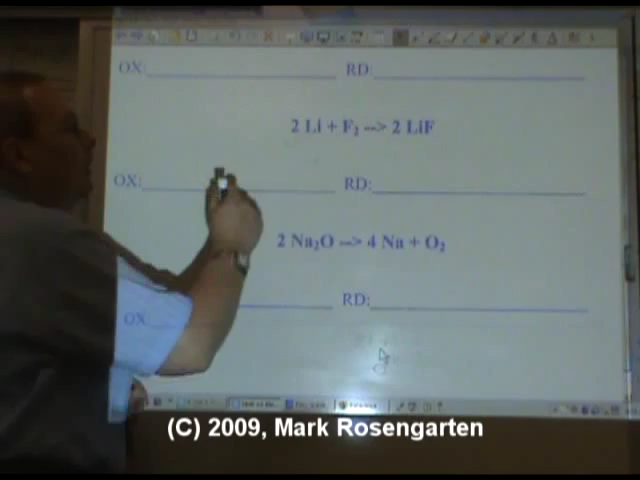 OX: RD:
2 Li + F₂ --> 2 LiF
OX: RD:
2 Na₂O --> 4 Na + O₂
OX: RD:
(C) 2009, Mark Rosengarten